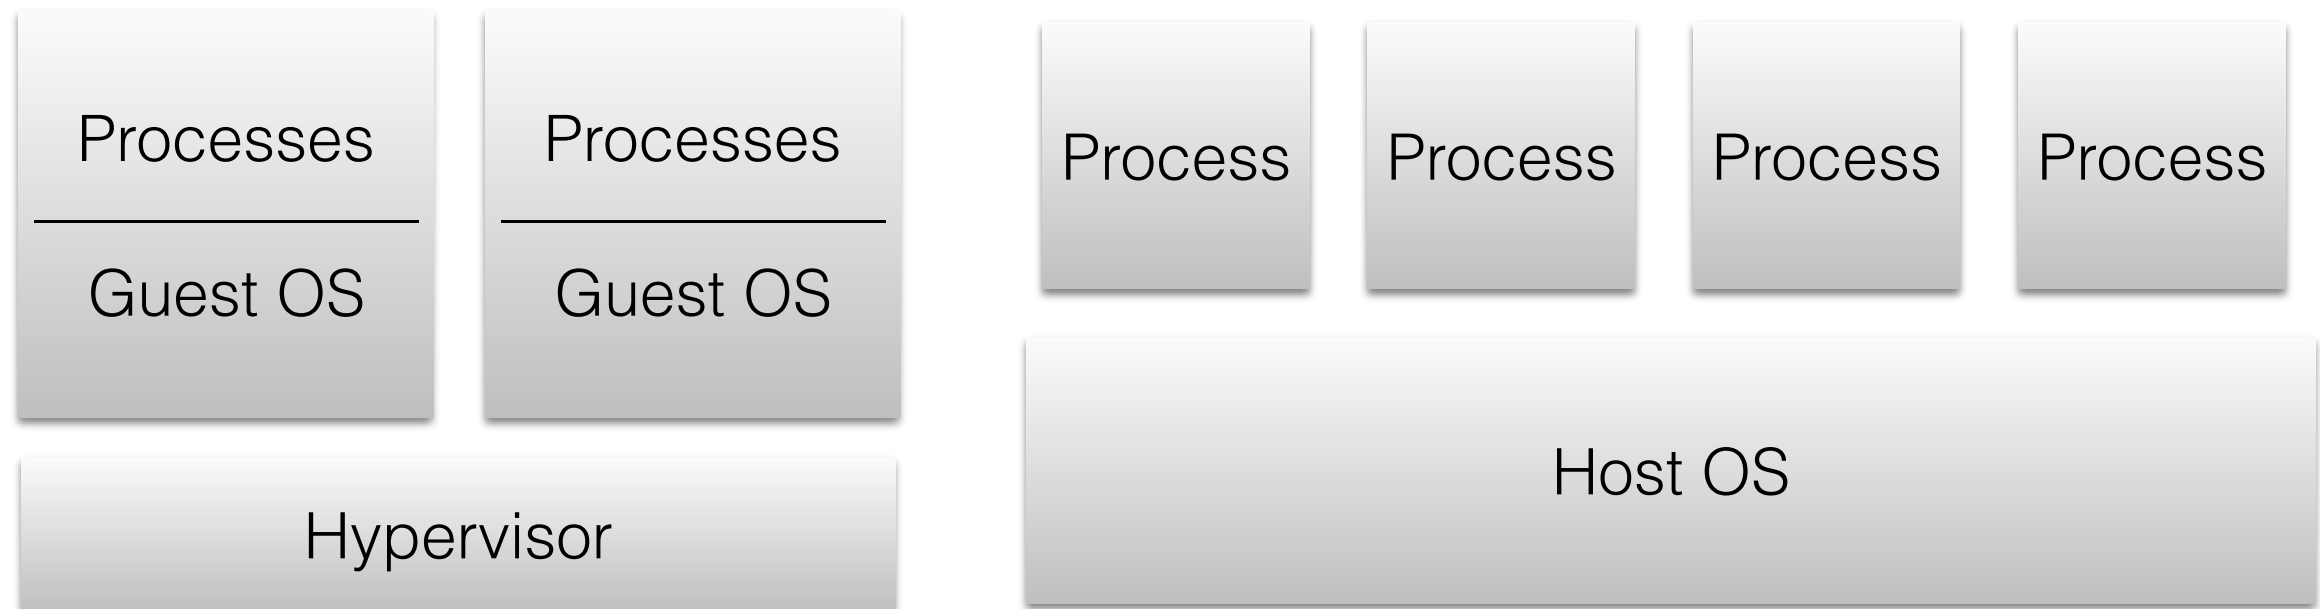 Processes
Guest OS
Processes
Guest OS
Hypervisor
Process
Process
Process
Process
Host OS